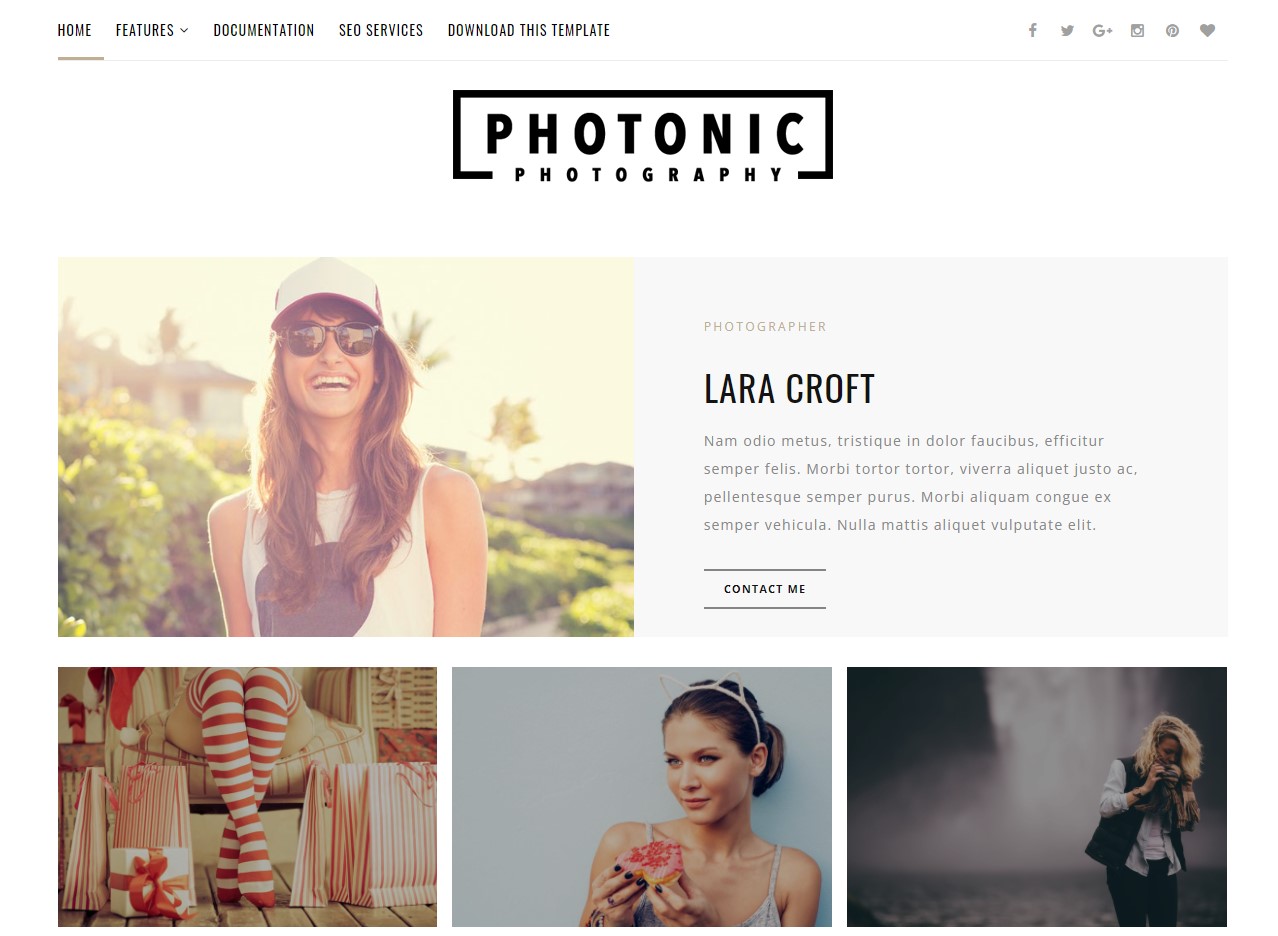 HOME FEATURES DOCUMENTATION SEO SERVICES DOWNLOAD THIS TEMPLATE
PHOTONIC
PHOTOGRAPHY
PHOTOGRAPHER
LARA CROFT
Nam odio metus, tristique in dolor faucibus, efficitur
semper felis. Morbi tortor tortor, viverra aliquet justo ac,
pellentesque semper purus. Morbi aliquam congue ex
semper vehicula. Nulla mattis aliquet vulputate elit.
CONTACT ME